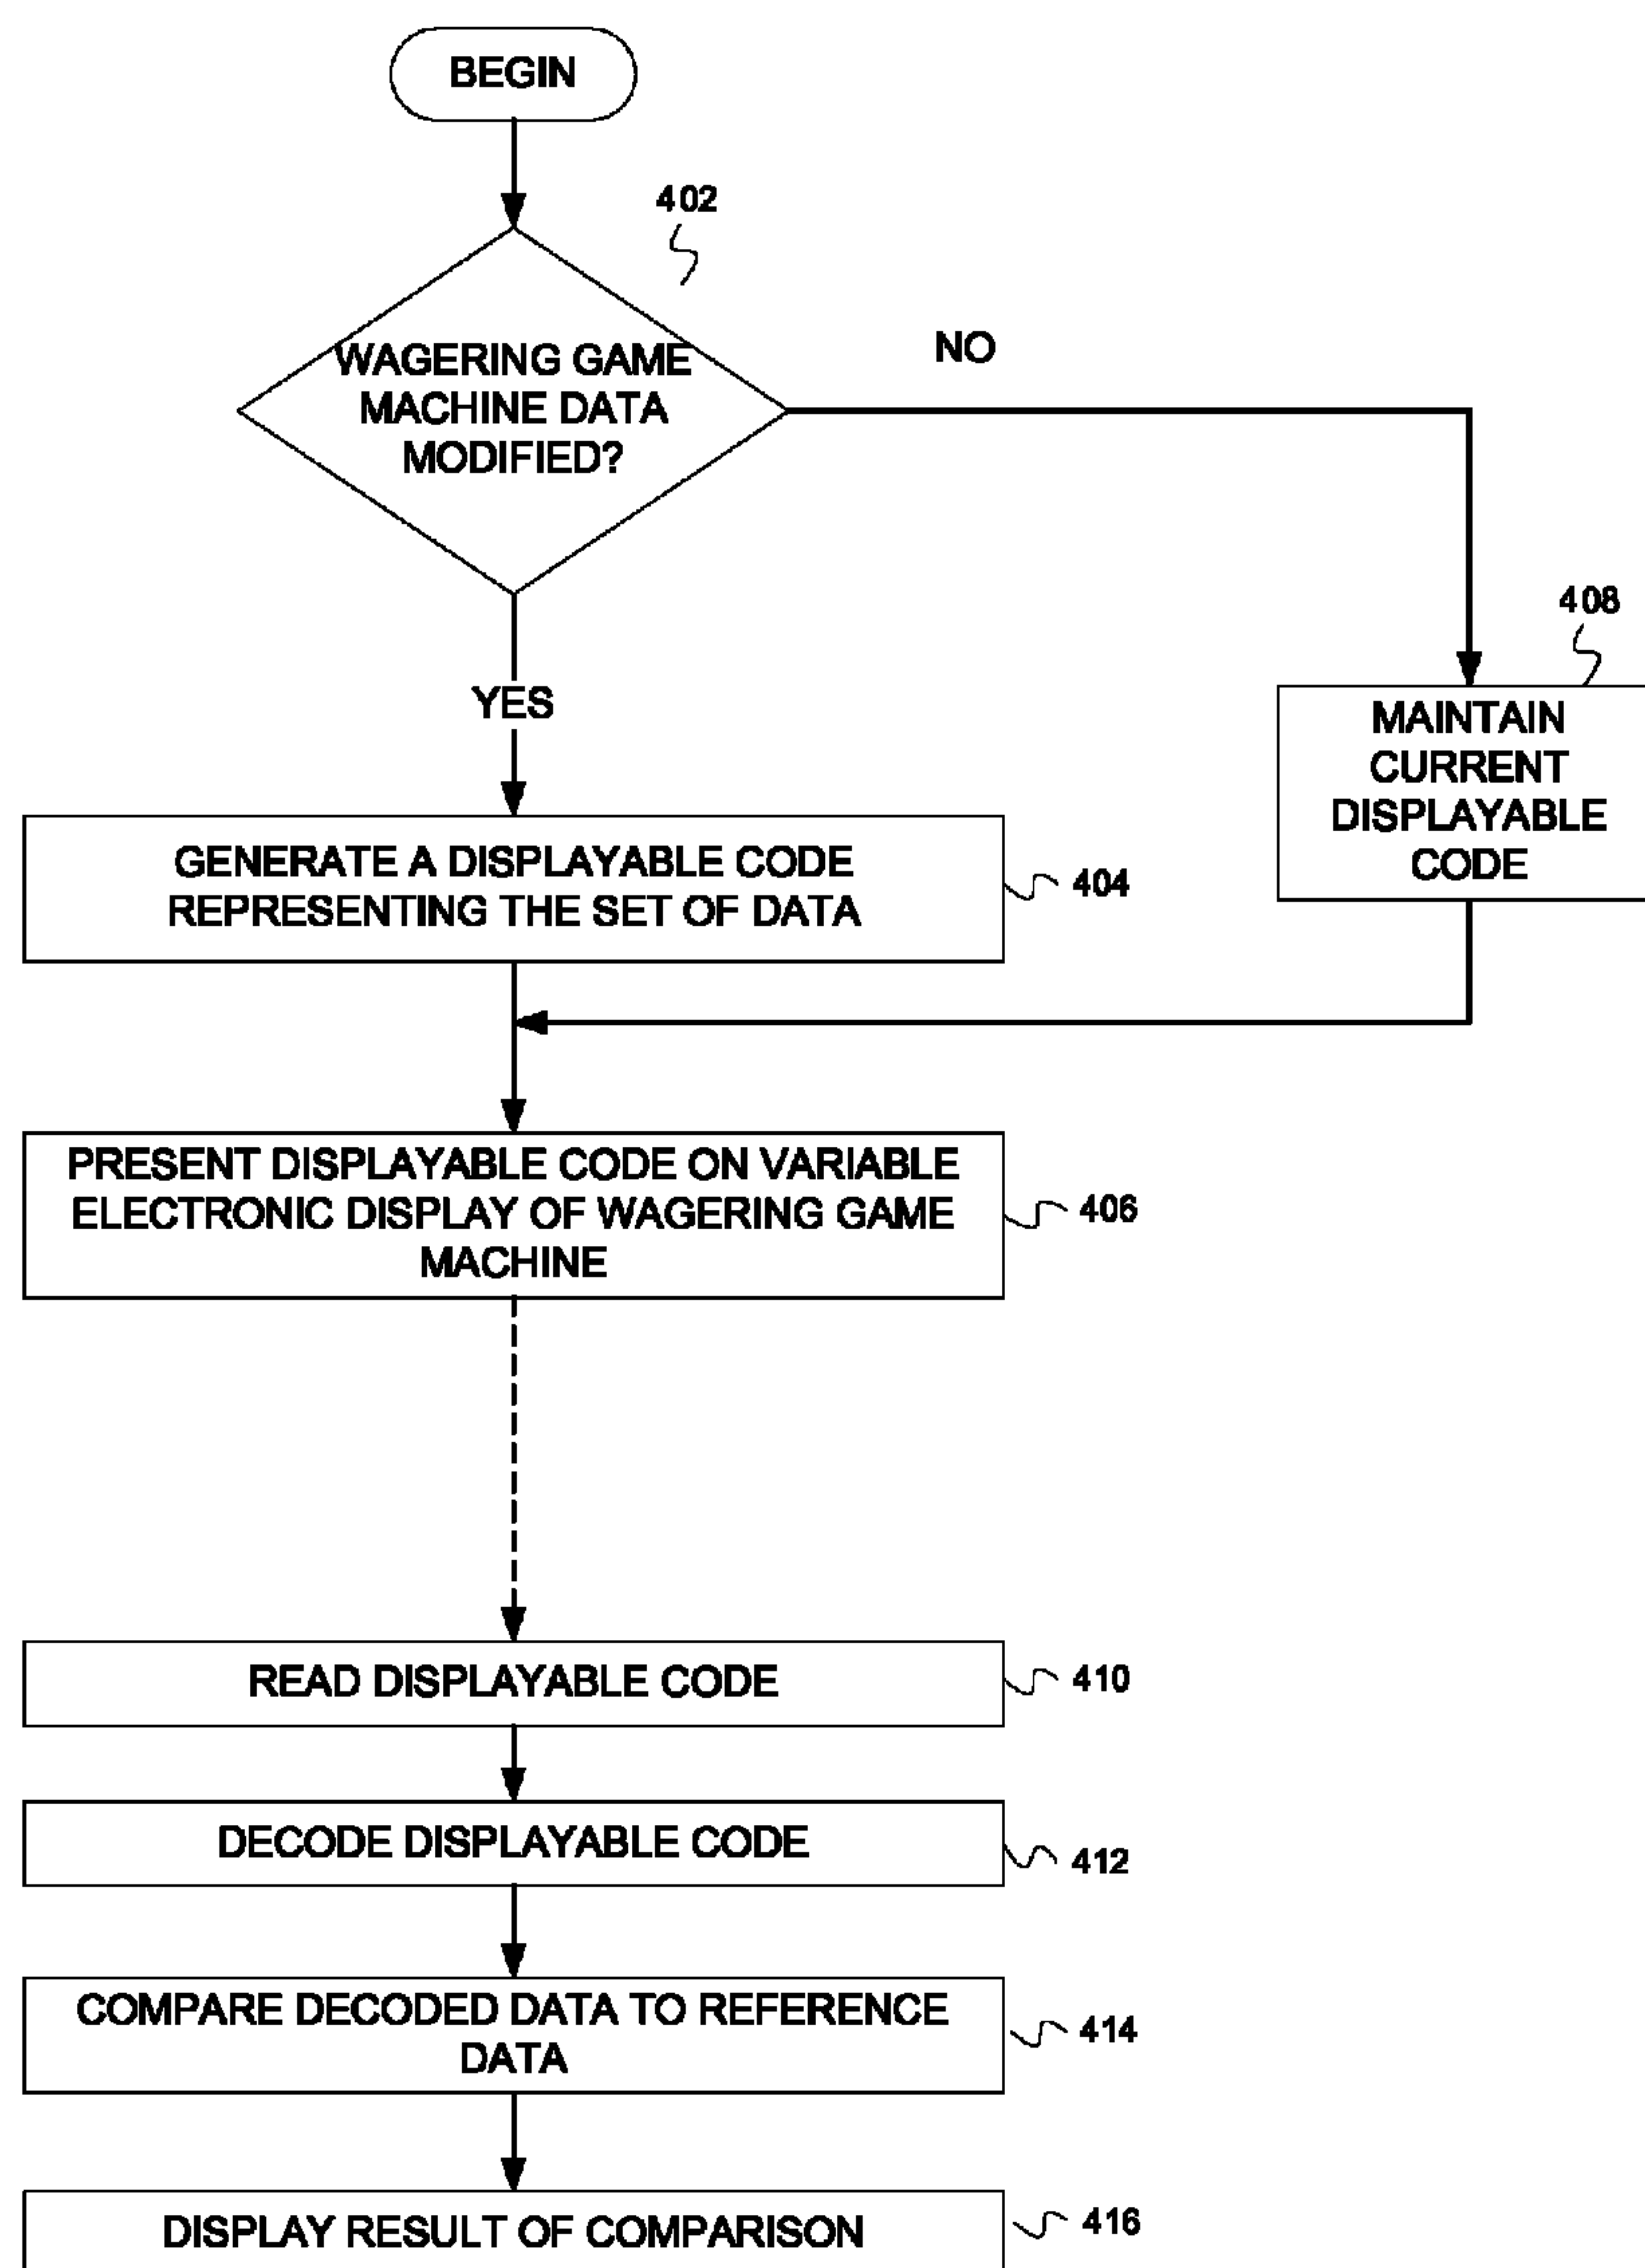 BEGIN
402
WAGERING GAME
MACHINE DATA
MODIFIED?
NO
YES
408
MAINTAIN
CURRENT
DISPLAYABLE
CODE
GENERATE A DISPLAYABLE CODE
REPRESENTING THE SET OF DATA
404
PRESENT DISPLAYABLE CODE ON VARIABLE
ELECTRONIC DISPLAY OF WAGERING GAME
MACHINE
406
READ DISPLAYABLE CODE
410
DECODE DISPLAYABLE CODE
412
COMPARE DECODED DATA TO REFERENCE
DATA
414
DISPLAY RESULT OF COMPARISON
416